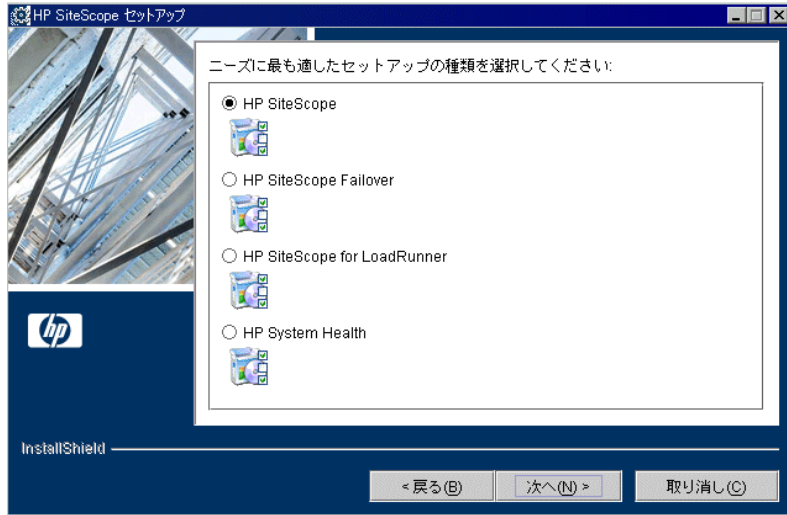 HP SiteScope セットアップ
ニーズに最も適したセットアップの種類を選択してください:
HP SiteScope
HP SiteScope Failover
HP SiteScope for LoadRunner
HP System Health
hp
InstallShield
<戻る(B)
次へ(N) >
取り消し(C)